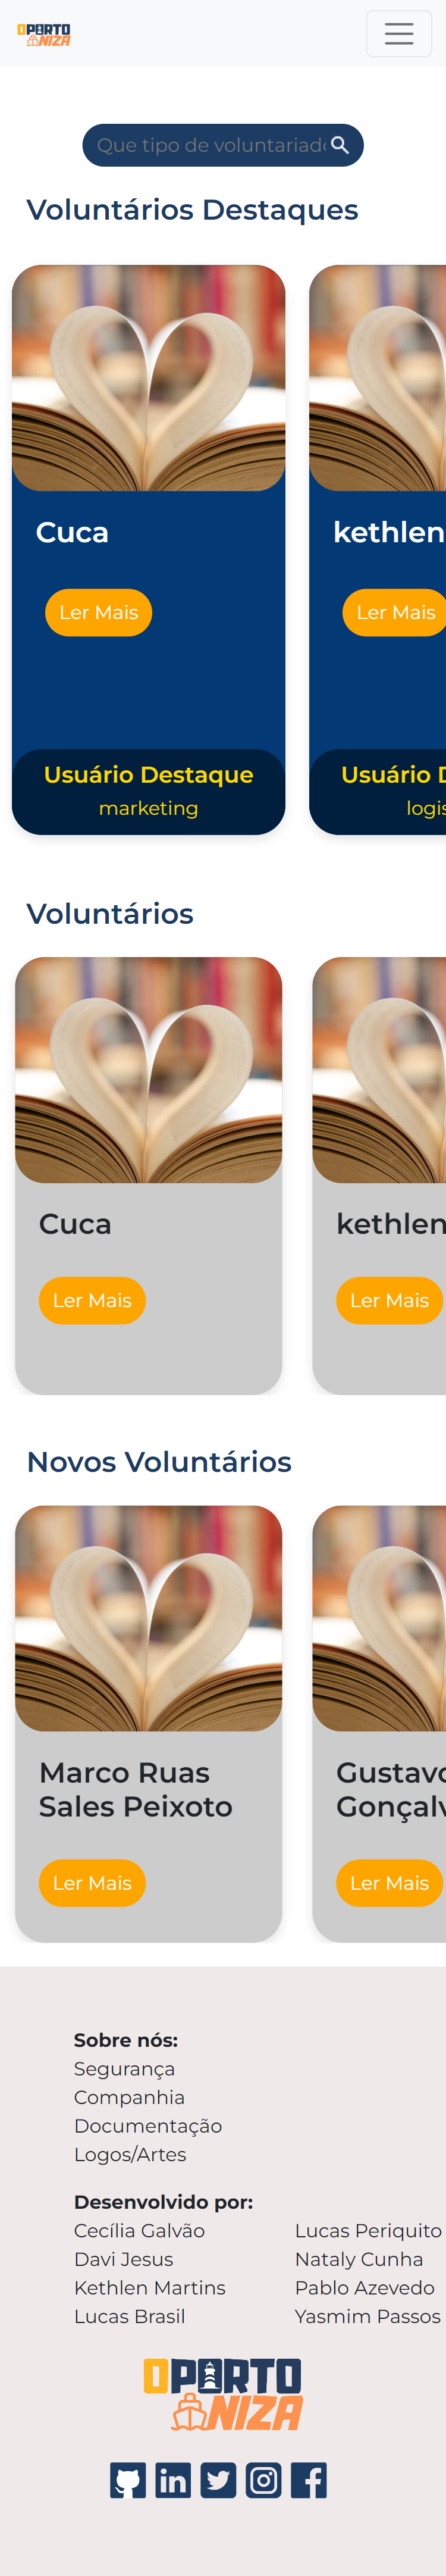 OPORTO
NIZA
Que tipo de voluntariad
Voluntários Destaques
Cuca
Ler Mais
Usuário Destaque
marketing
kethlen
Ler Mais
Usuário D
logis
Voluntários
Cuca
Ler Mais
kethlen
Ler Mais
Novos Voluntários
Marco Ruas
Sales Peixoto
Ler Mais
Gustavo
Gonçalv
Ler Mais
Sobre nós:
Segurança
Companhia
Documentação
Logos/Artes
Desenvolvido por:
Cecília Galvão
Davi Jesus
Kethlen Martins
Lucas Brasil
Lucas Periquito
Nataly Cunha
Pablo Azevedo
Yasmim Passos
OPORTO
NIZA